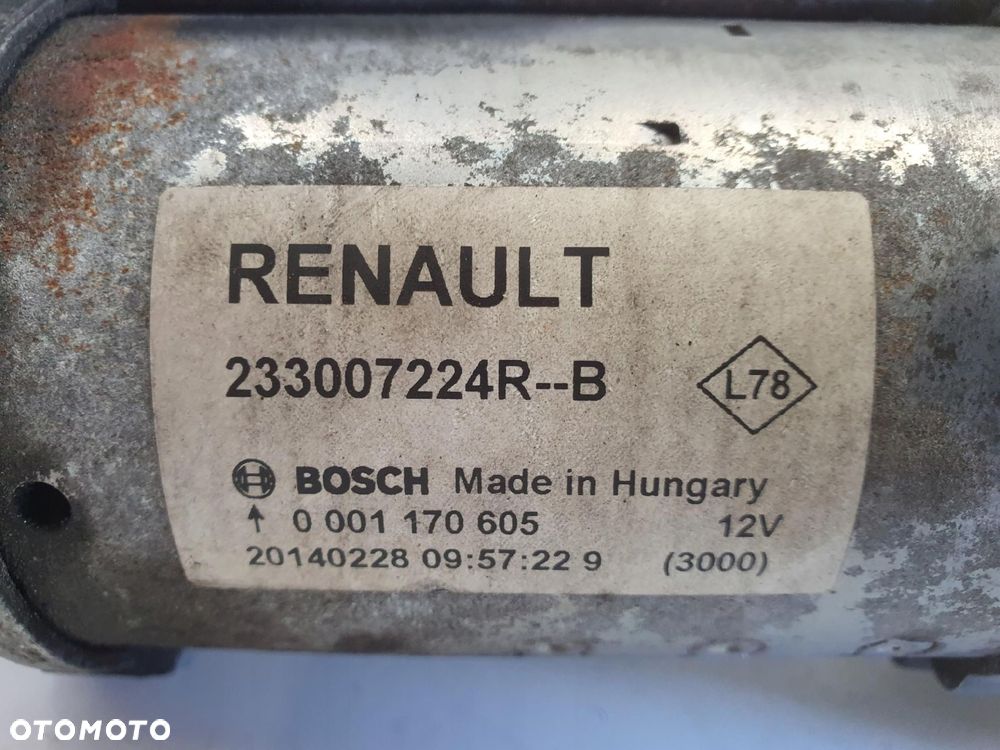 RENAULT
233007224R--B
L78
BOSCH Made in Hungary
↑ 0 001 170 605 12V
20140228 09:57:22 9 (3000)
OTOMOTO